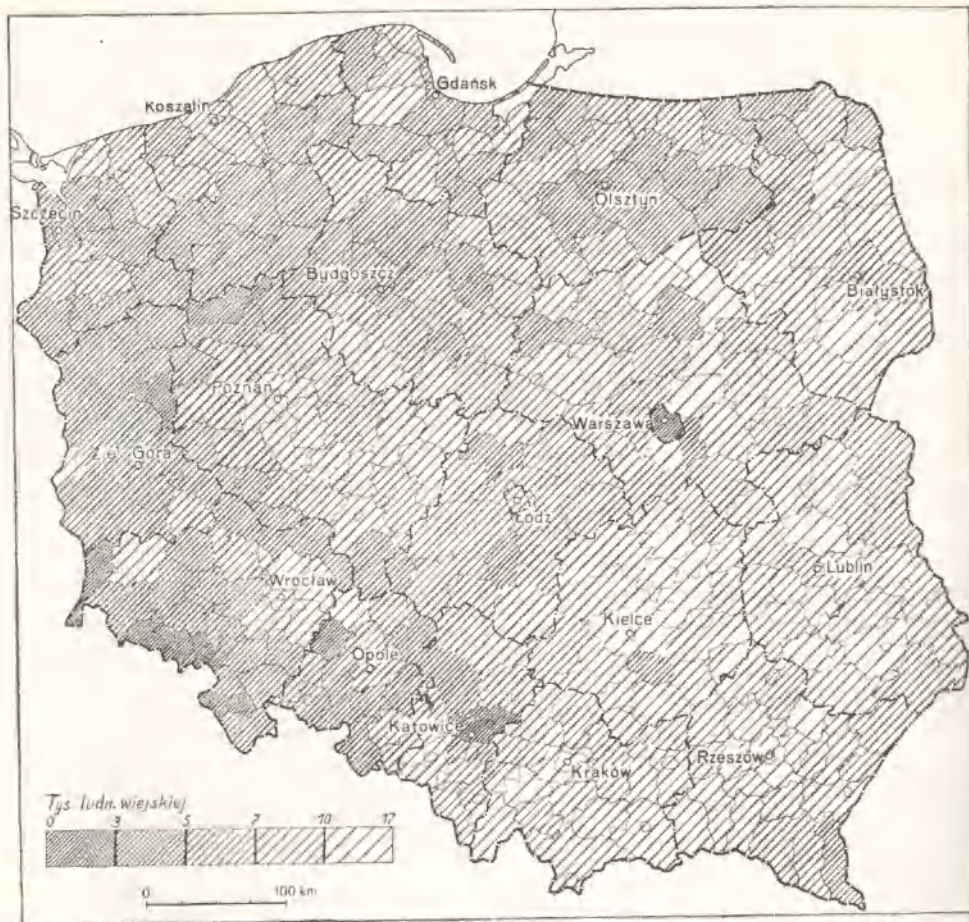 Gdańsk
Koszalin
Szczecin
Olsztyn
Bydgoszcz
Białystok
Poznań
Warszawa
Ziel. Góra
Łódź
Wrocław
Lublin
Kielce
Opole
Katowice
Kraków
Rzeszów
Tys. ludn. wiejskiej
0 3 5 7 10 12
0 100 km